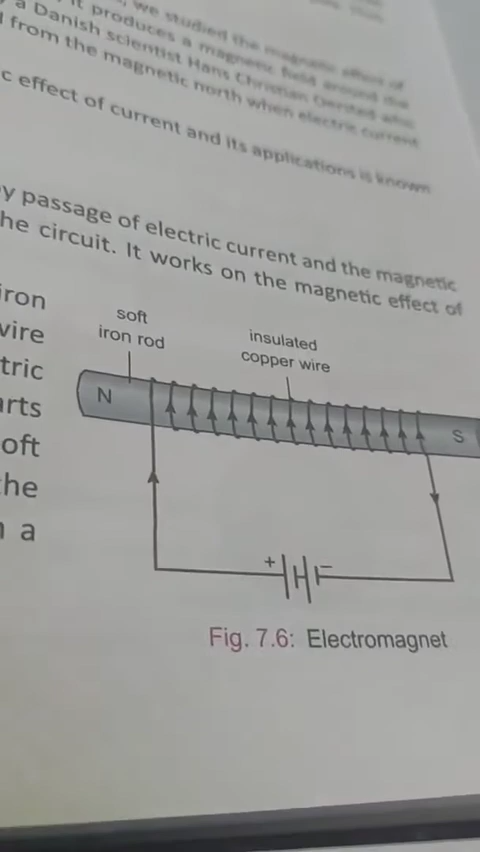 , we studied the magnetic effect of
it produces a magnetic field around the
a Danish scientist Hans Christian Oersted who
from the magnetic north when electric current
c effect of current and its applications is known
y passage of electric current and the magnetic
he circuit. It works on the magnetic effect of
iron
wire
tric
arts
oft
the
n a
soft
iron rod
insulated
copper wire
N
S
+
−
Fig. 7.6: Electromagnet